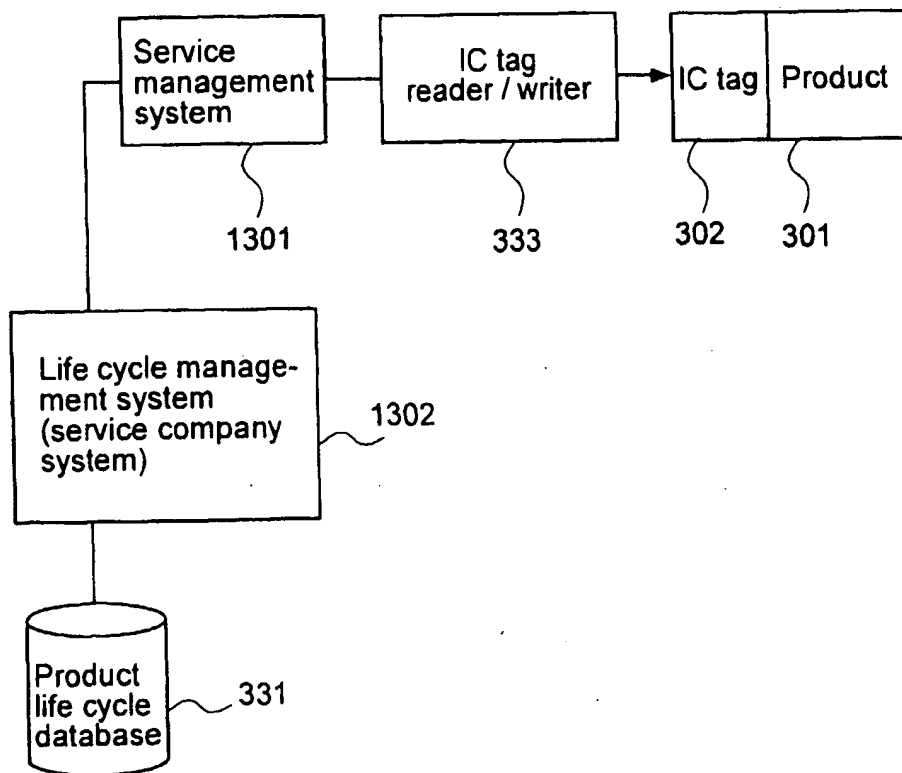 Service
management
system
IC tag
reader / writer
IC tag
Product
1301
333
302
301
Life cycle manage-
ment system
(service company
system)
1302
Product
life cycle
database
331